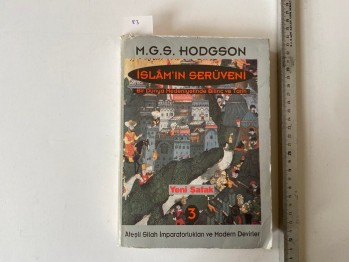 M.G.S. HODGSON
İSLÂM'IN SERÜVENİ
Bir Dünya Medeniyetinde Bilinç ve Tarih
Yeni Şafak
3
Ateşli Silah İmparatorlukları ve Modern Devirler